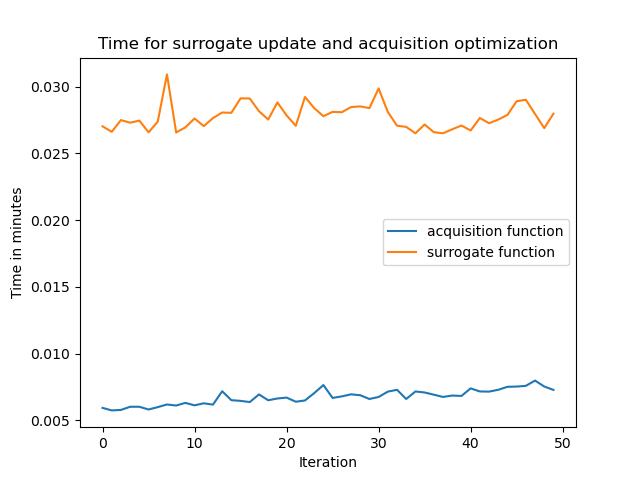 Time for surrogate update and acquisition optimization
0.030
0.025
0.020
0.015
0.010
0.005
Time in minutes
acquisition function
surrogate function
0 10 20 30 40 50
Iteration